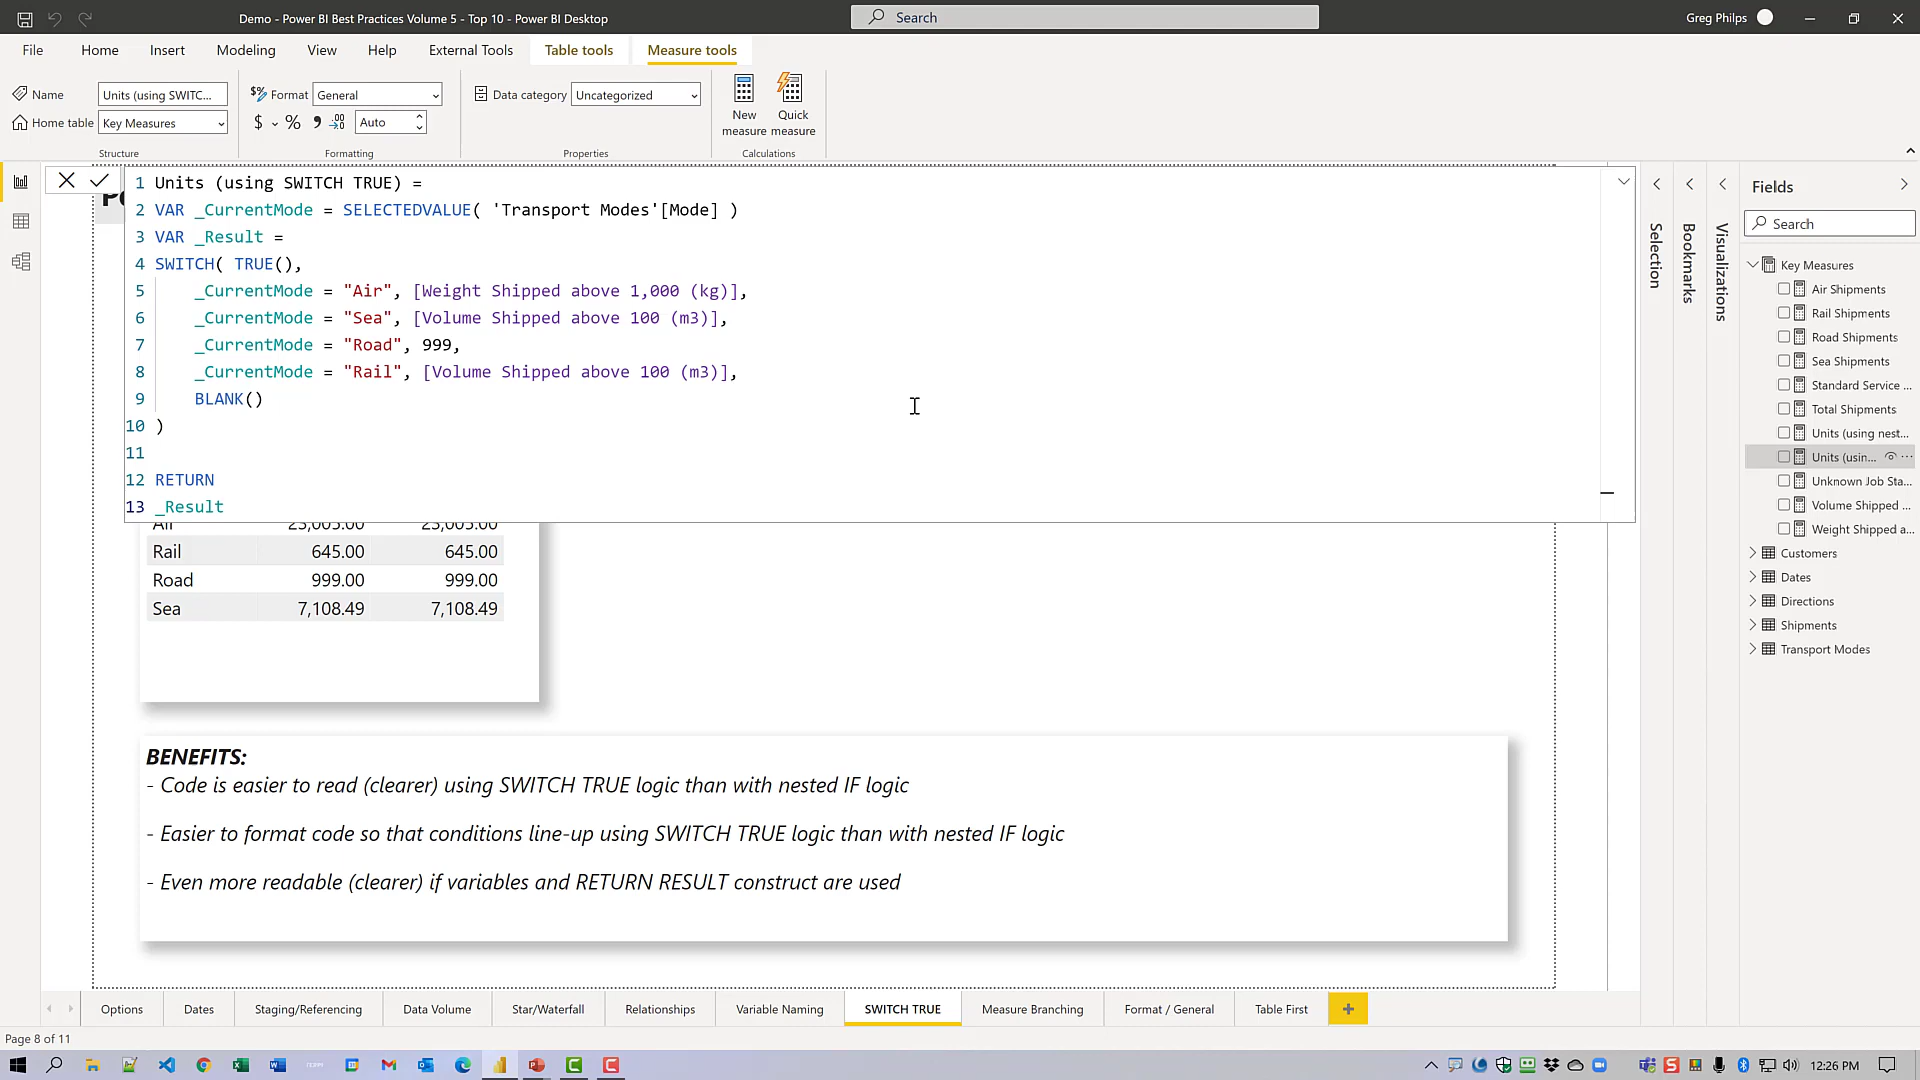 Demo - Power BI Best Practices Volume 5 - Top 10 - Power BI Desktop
Search
Greg Philps
File
Home
Insert
Modeling
View
Help
External Tools
Table tools
Measure tools
Name
Units (using SWITC...
Format
General
Data category
Uncategorized
Home table
Key Measures
$
%
Auto
New measure
Quick measure
Structure
Formatting
Properties
Calculations
1 Units (using SWITCH TRUE) =
2 VAR _CurrentMode = SELECTEDVALUE( 'Transport Modes'[Mode] )
3 VAR _Result =
4 SWITCH( TRUE(),
5 _CurrentMode = "Air", [Weight Shipped above 1,000 (kg)],
6 _CurrentMode = "Sea", [Volume Shipped above 100 (m3)],
7 _CurrentMode = "Road", 999,
8 _CurrentMode = "Rail", [Volume Shipped above 100 (m3)],
9 BLANK()
10 )
11
12 RETURN
13 _Result
Rail 645.00 645.00
Road 999.00 999.00
Sea 7,108.49 7,108.49
BENEFITS:
- Code is easier to read (clearer) using SWITCH TRUE logic than with nested IF logic
- Easier to format code so that conditions line-up using SWITCH TRUE logic than with nested IF logic
- Even more readable (clearer) if variables and RETURN RESULT construct are used
Selection
Bookmarks
Visualizations
Fields
Search
Key Measures
Air Shipments
Rail Shipments
Road Shipments
Sea Shipments
Standard Service ...
Total Shipments
Units (using nest...
Units (usin...
Unknown Job Sta...
Volume Shipped ...
Weight Shipped a...
Customers
Dates
Directions
Shipments
Transport Modes
Options
Dates
Staging/Referencing
Data Volume
Star/Waterfall
Relationships
Variable Naming
SWITCH TRUE
Measure Branching
Format / General
Table First
+
Page 8 of 11
12:26 PM